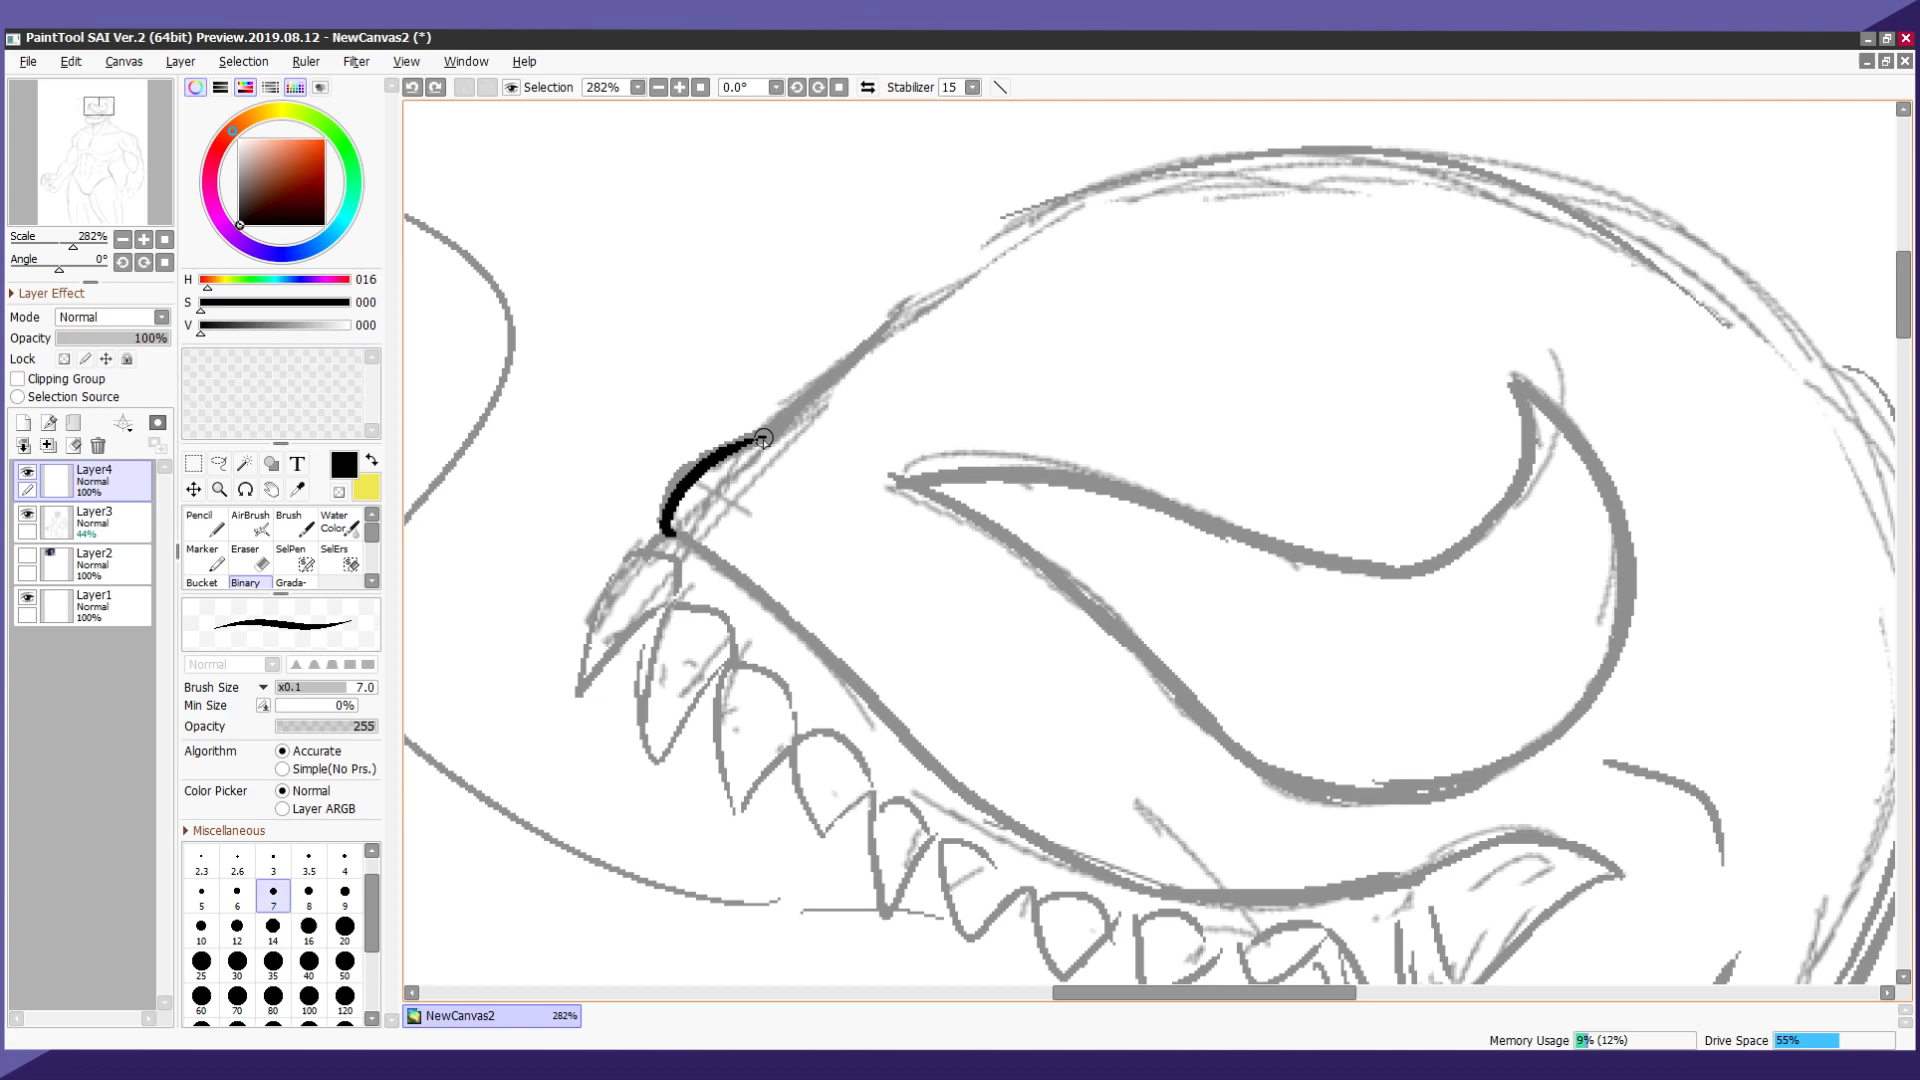 PaintTool SAI Ver.2 (64bit) Preview.2019.08.12 - NewCanvas2 (*)
File Edit Canvas Layer Selection Ruler Filter View Window Help
Selection 282% 0.0° Stabilizer 15
Scale 282%
Angle 0°
Layer Effect
Mode Normal
Opacity 100%
Lock
Clipping Group
Selection Source
Layer4
Normal
100%
Layer3
Normal
44%
Layer2
Normal
100%
Layer1
Normal
100%
H 016
S 000
V 000
T
Pencil AirBrush Brush Water Color
Marker Eraser SelPen SelErs
Bucket Binary Grada-
Normal
Brush Size x0.1 7.0
Min Size 0%
Opacity 255
Algorithm Accurate
Simple(No Prs.)
Color Picker Normal
Layer ARGB
Miscellaneous
2.3 2.6 3 3.5 4
5 6 7 8 9
10 12 14 16 20
25 30 35 40 50
60 70 80 100 120
NewCanvas2 282%
Memory Usage 9% (12%) Drive Space 55%